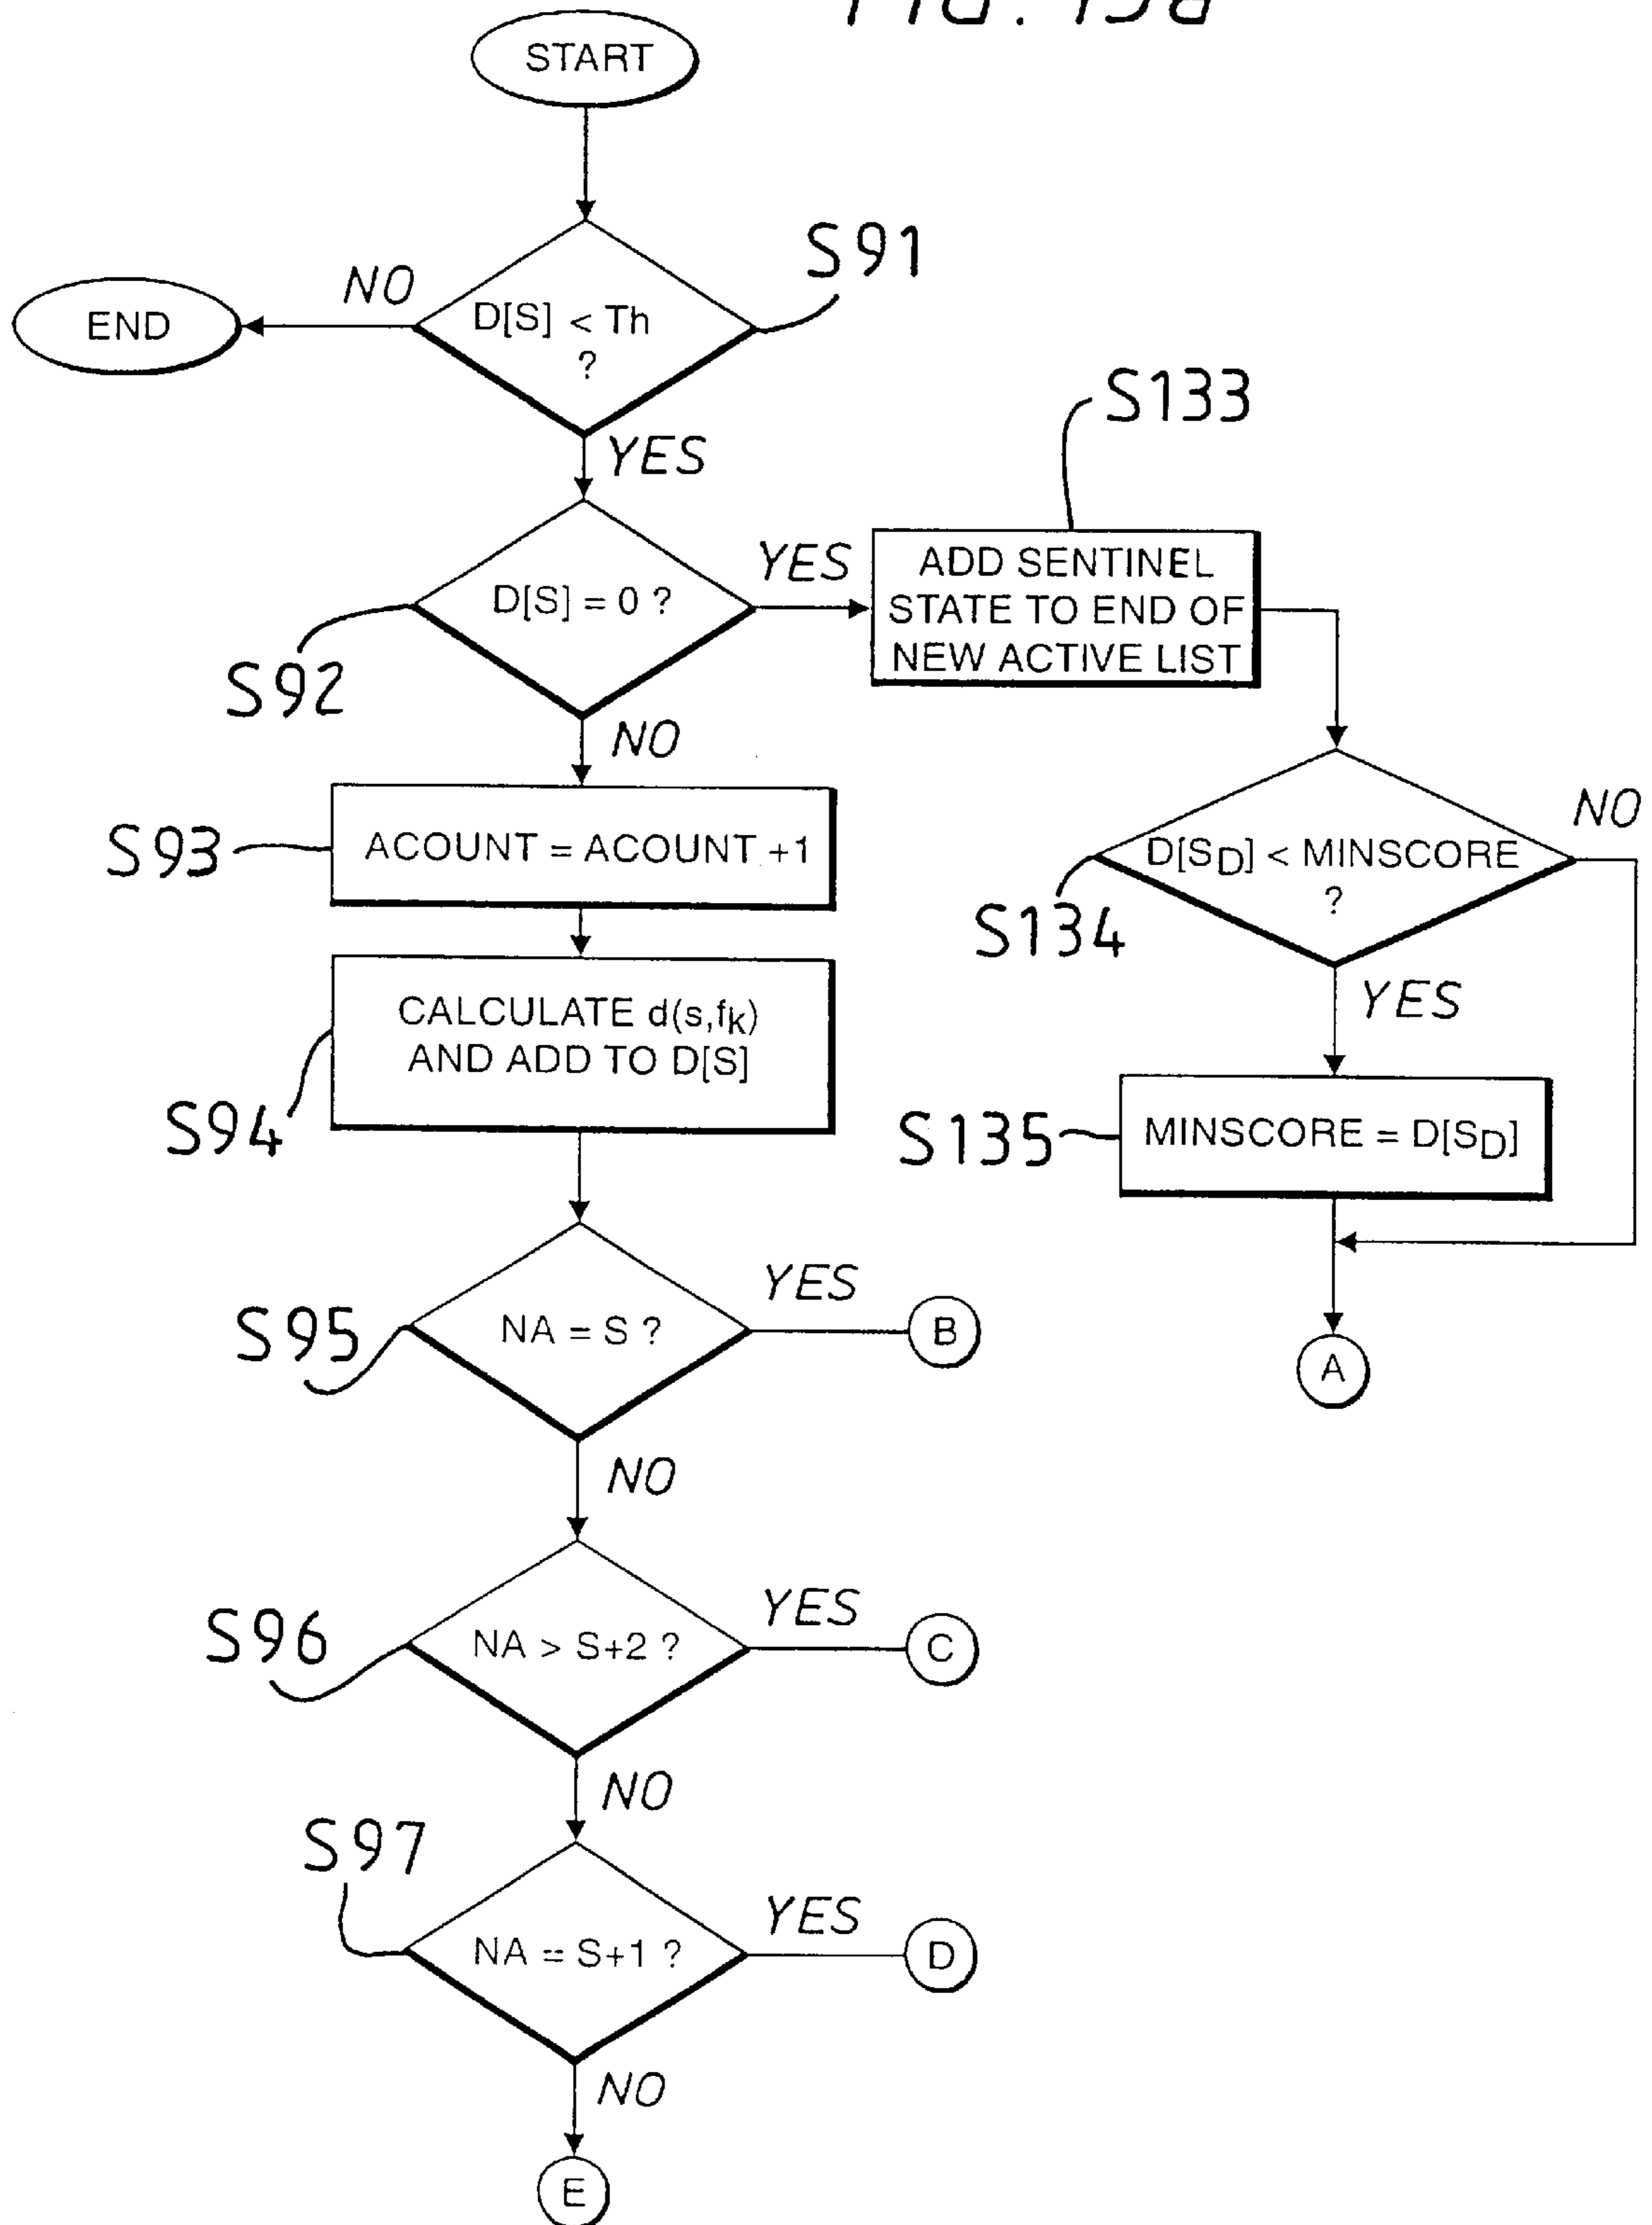 START
S91
NO
D[S] < Th
?
END
YES
S133
D[S] = 0 ?
YES
ADD SENTINEL
STATE TO END OF
NEW ACTIVE LIST
S92
NO
NO
S93
ACOUNT = ACOUNT +1
D[SD] < MINSCORE
?
S134
YES
CALCULATE d(s,fk)
AND ADD TO D[S]
S94
S135
MINSCORE = D[SD]
S95
NA = S ?
YES
B
A
NO
S96
NA > S+2 ?
YES
C
NO
S97
NA = S+1 ?
YES
D
NO
E